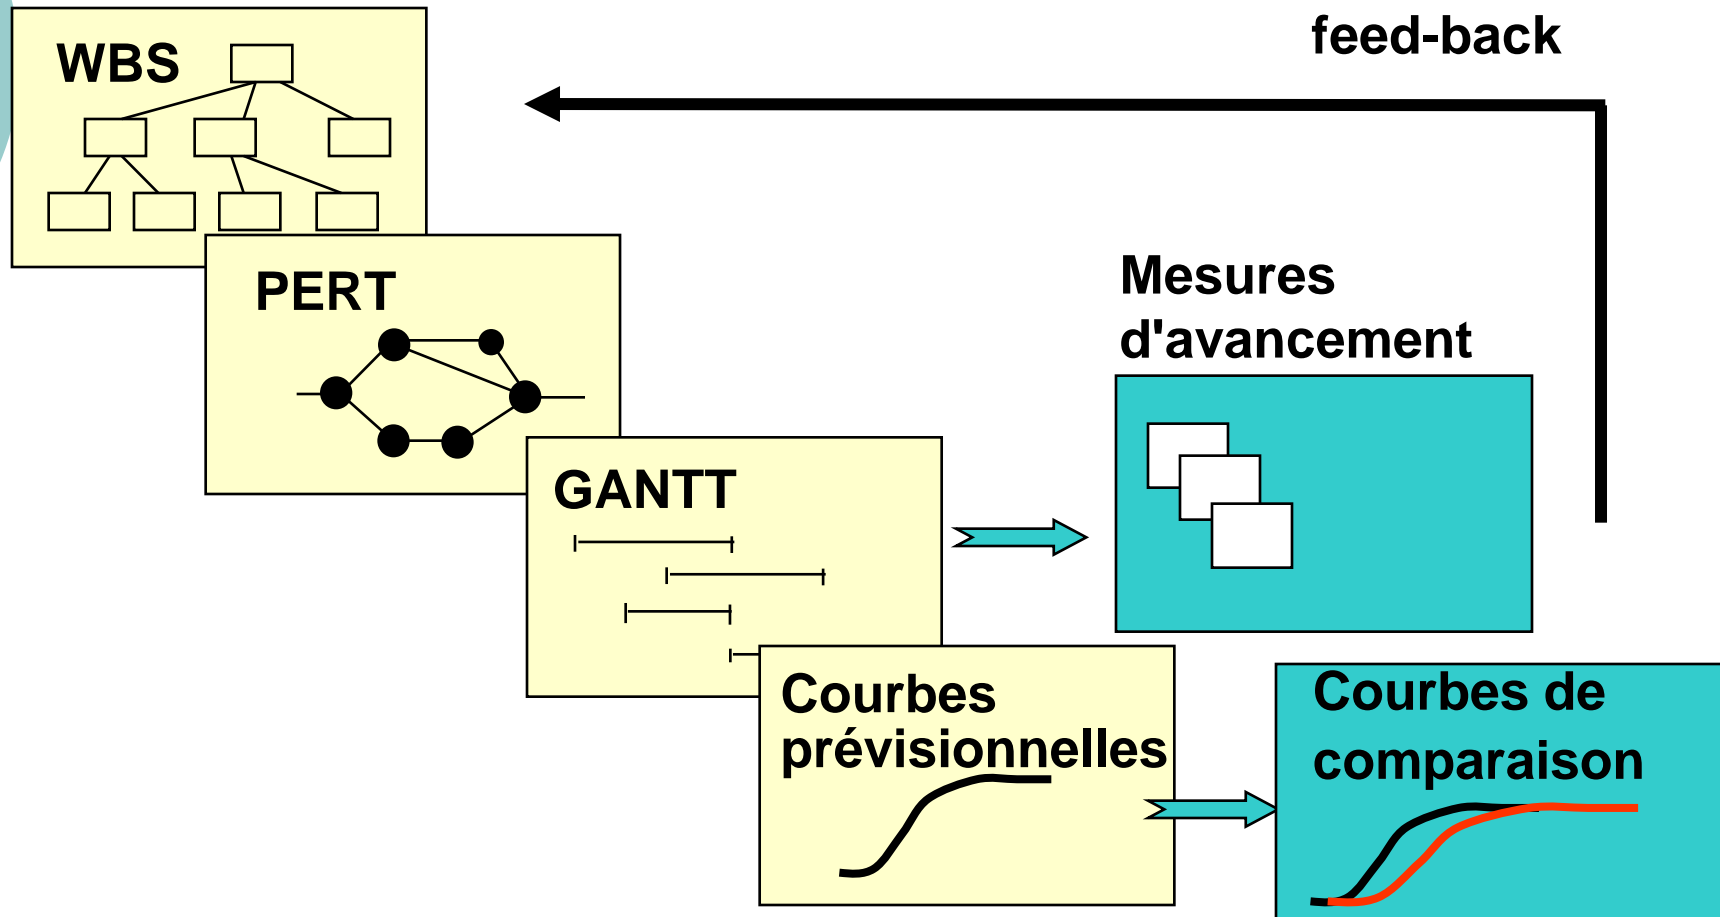 WBS
feed-back
PERT
Mesures
d'avancement
GANTT
Courbes
prévisionnelles
Courbes de
comparaison